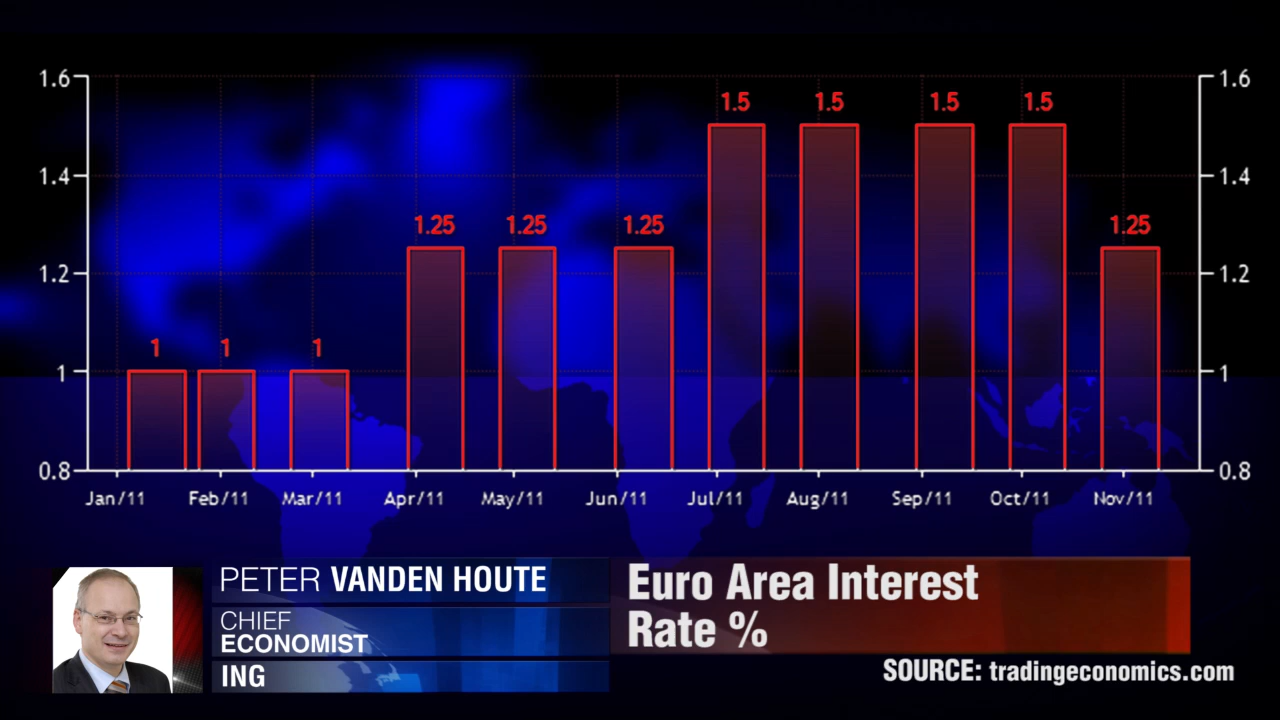 1.6 1.6
1.5 1.5 1.5 1.5
1.4 1.4
1.25 1.25 1.25 1.25
1.2 1.2
1 1 1
1 1
0.8 0.8
Jan/11 Feb/11 Mar/11 Apr/11 May/11 Jun/11 Jul/11 Aug/11 Sep/11 Oct/11 Nov/11
PETER VANDEN HOUTE
CHIEF
ECONOMIST
ING
Euro Area Interest
Rate %
SOURCE: tradingeconomics.com